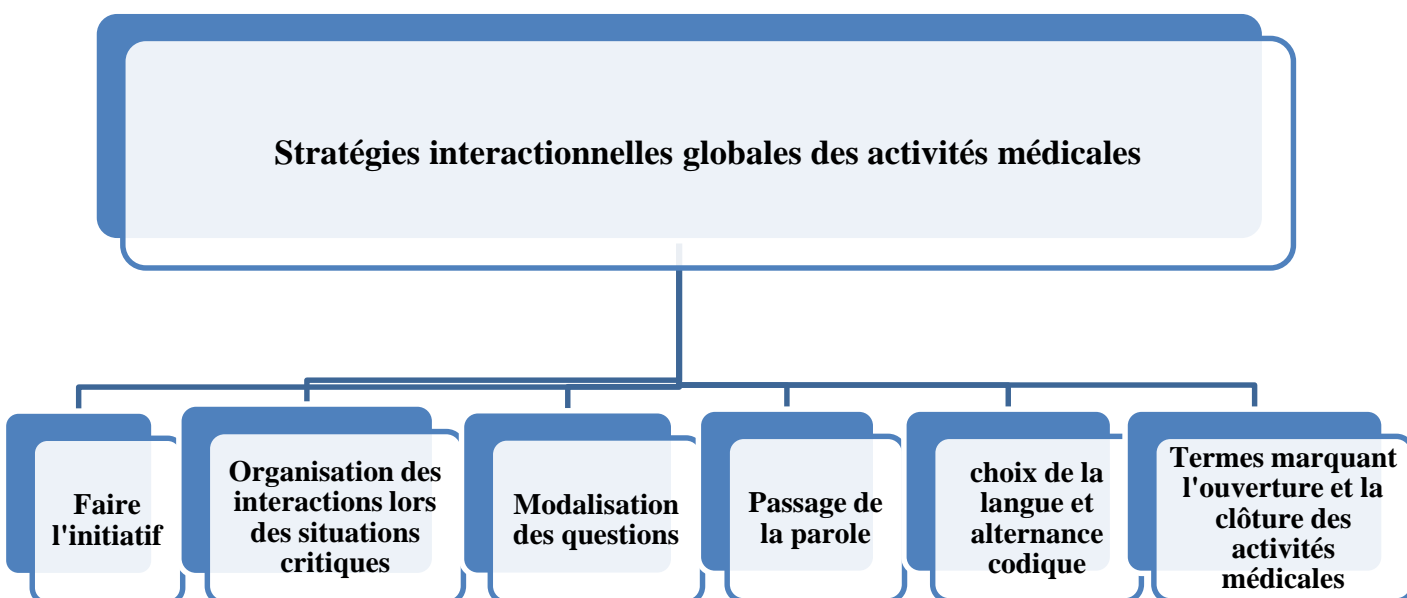 Stratégies interactionnelles globales des activités médicales
Faire
l'initiatif
Organisation des
interactions lors
des situations
critiques
Modalisation
des questions
Passage de
la parole
choix de la
langue et
alternance
codique
Termes marquant
l'ouverture et la
clôture des
activités
médicales